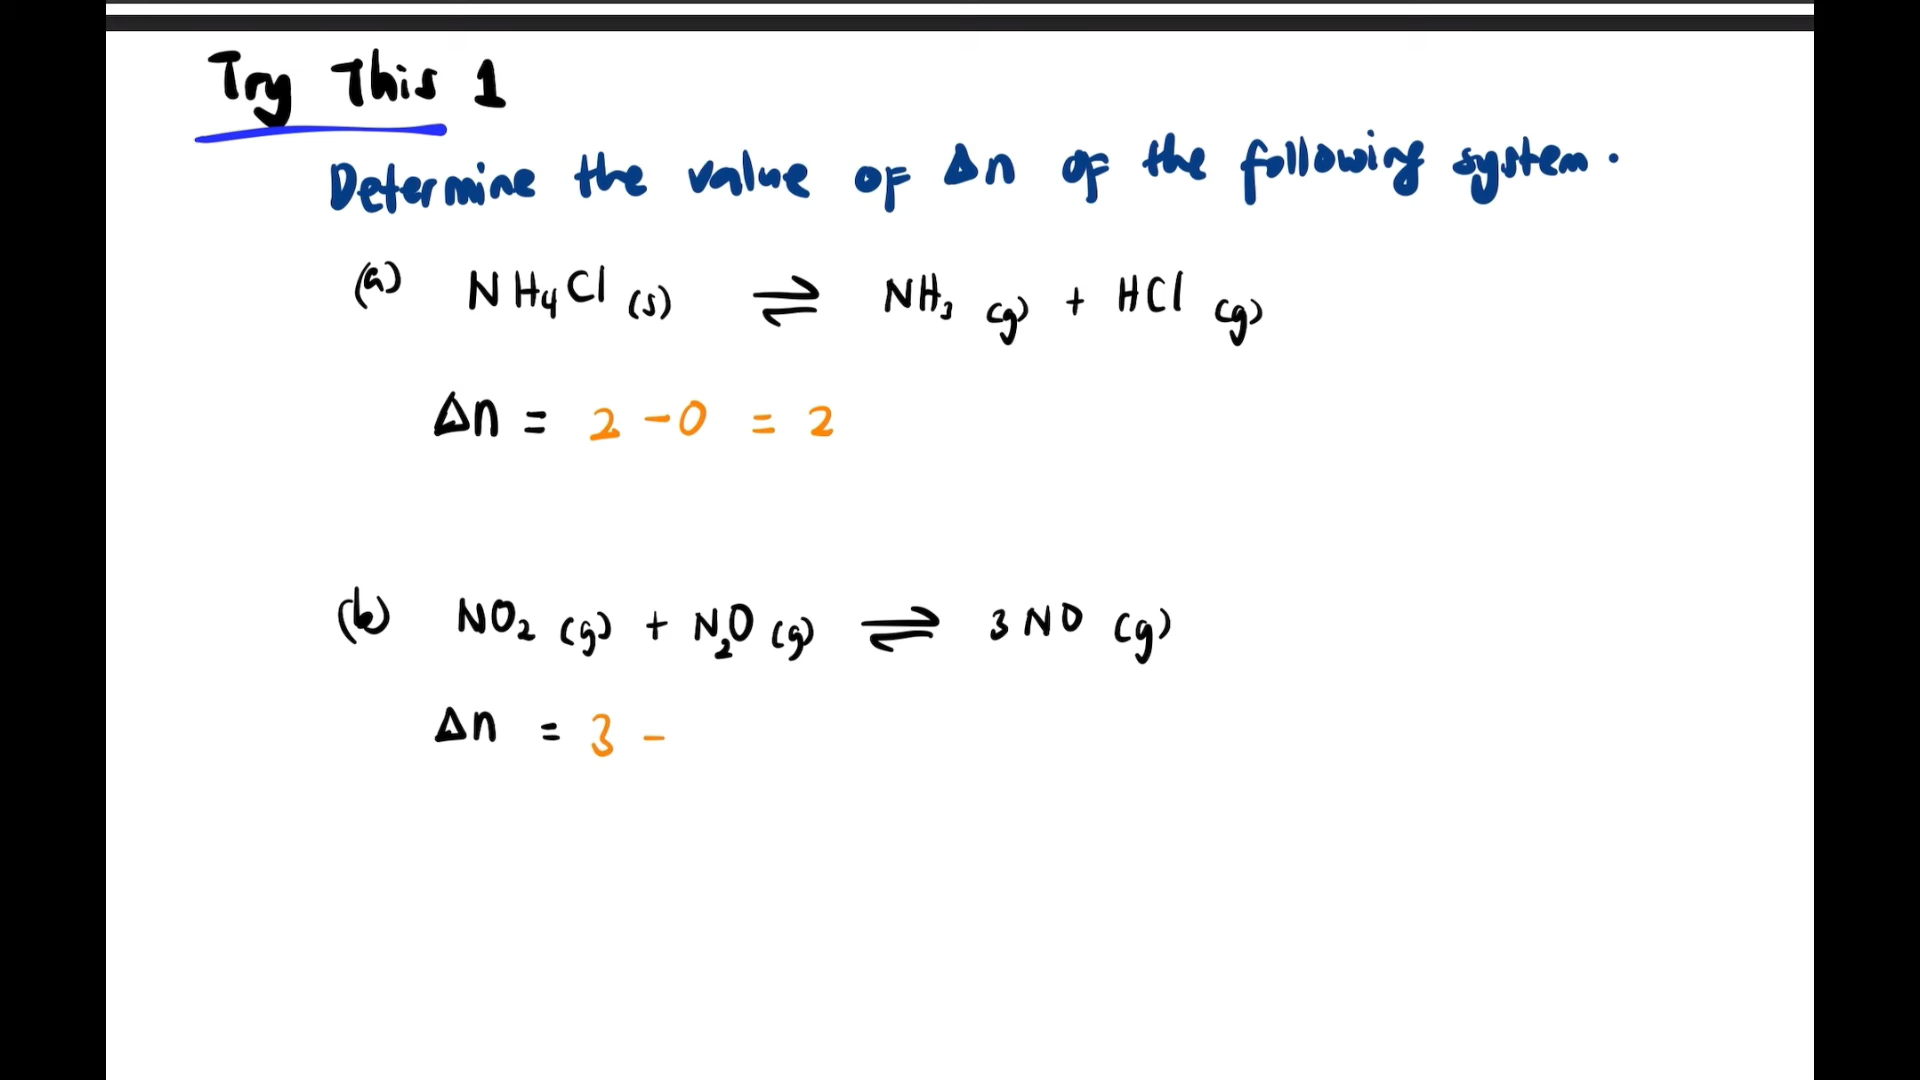 Try This 1
Determine the value of Δn of the following system.
(a) NH₄Cl (s) ⇌ NH₃ (g) + HCl (g)
Δn = 2 - 0 = 2
(b) NO₂ (g) + N₂O (g) ⇌ 3 NO (g)
Δn = 3 -